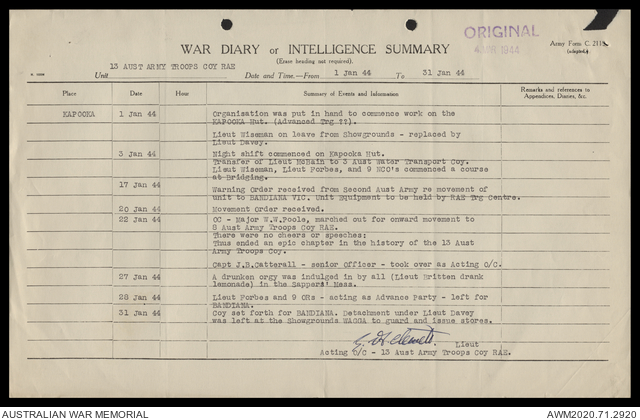 ORIGINAL
4 APR 1944
WAR DIARY or INTELLIGENCE SUMMARY
Army Form C. 2118
(adapted)
(Erase heading not required).
13 AUST ARMY TROOPS COY RAE
Unit Date and Time.—From 1 Jan 44 To 31 Jan 44
Place Date Hour Summary of Events and Information Remarks and references to
Appendices, Diaries, &c.
KAPOOKA 1 Jan 44 Organisation was put in hand to commence work on the
KAPOOKA Hut. (Advanced Trg ??).
Lieut Wiseman on leave from Showgrounds - replaced by
Lieut Davey.
3 Jan 44 Night shift commenced on Kapooka Hut.
Transfer of Lieut McBain to 3 Aust Water Transport Coy.
Lieut Wiseman, Lieut Forbes, and 9 NCO's commenced a course
at Bridging.
17 Jan 44 Warning Order received from Second Aust Army re movement of
unit to BANDIANA VIC. Unit Equipment to be held by RAE Trg Centre.
20 Jan 44 Movement Order received.
22 Jan 44 OC - Major W.W.Poole, marched out for onward movement to
8 Aust Army Troops Coy RAE.
There were no cheers or speeches;
Thus ended an epic chapter in the history of the 13 Aust
Army Troops Coy.
Capt J.B.Catterall - senior Officer - took over as Acting O/C.
27 Jan 44 A drunken orgy was indulged in by all (Lieut Britten drank
lemonade) in the Sappers' Mess.
28 Jan 44 Lieut Forbes and 9 ORs - acting as Advance Party - left for
BANDIANA.
31 Jan 44 Coy set forth for BANDIANA. Detachment under Lieut Davey
was left at the Showgrounds WAGGA to guard and issue stores.
Lieut
Acting O/C - 13 Aust Army Troops Coy RAE.
AUSTRALIAN WAR MEMORIAL AWM2020.71.2920